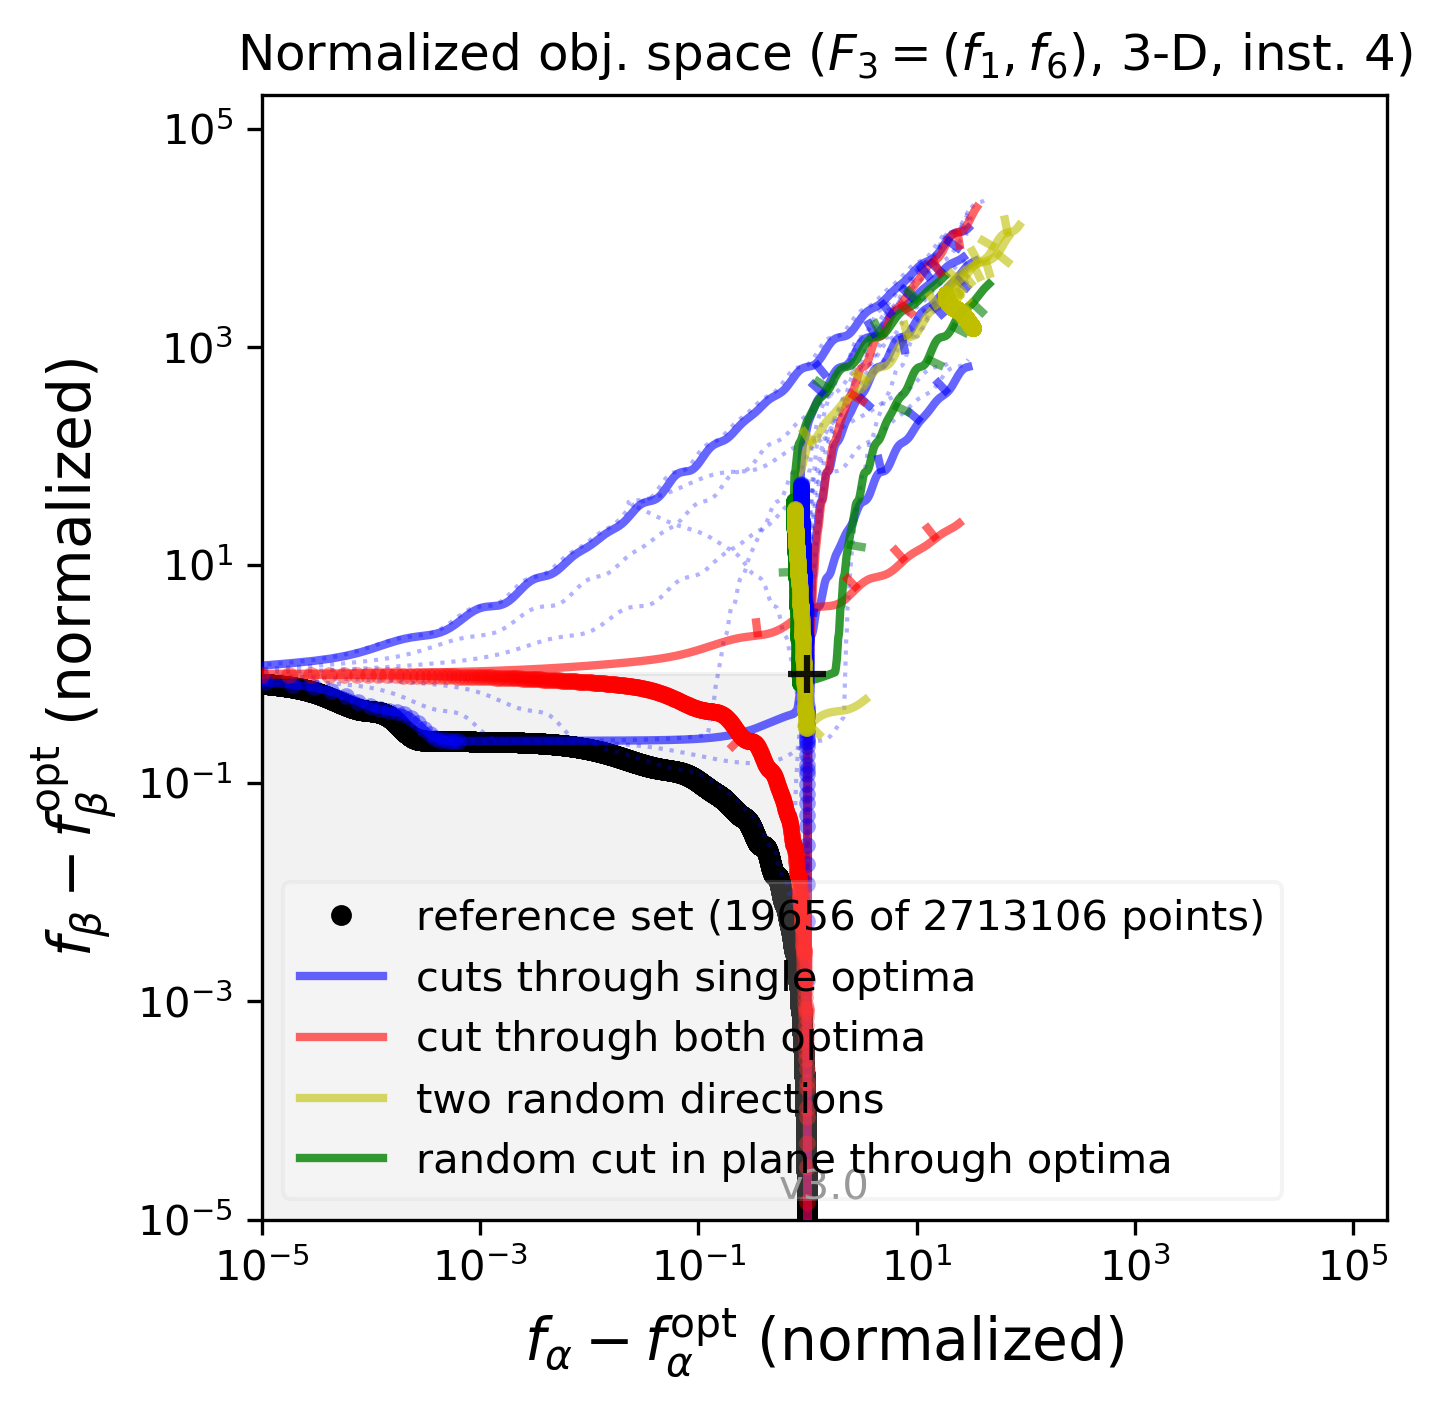 Normalized obj. space (F₃ = (f₁, f₆), 3-D, inst. 4)
f_β − f_β^opt (normalized)
10⁵
10³
10¹
10⁻¹
10⁻³
10⁻⁵
reference set (19656 of 2713106 points)
cuts through single optima
cut through both optima
two random directions
random cut in plane through optima
v3.0
10⁻⁵ 10⁻³ 10⁻¹ 10¹ 10³ 10⁵
f_α − f_α^opt (normalized)